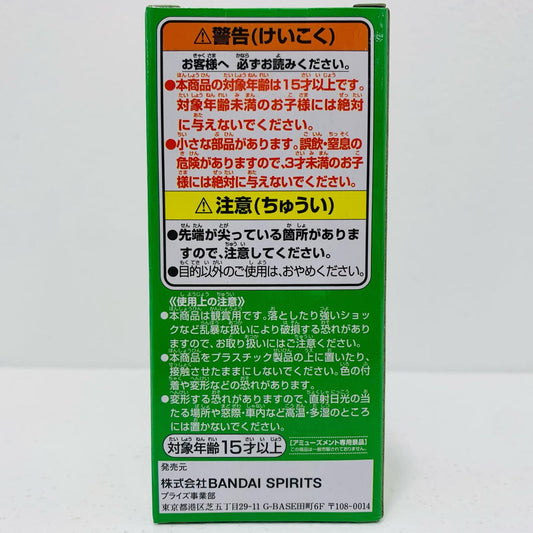 ⚠警告(けいこく)
お客様へ 必ずお読みください。
●本商品の対象年齢は15才以上です。
対象年齢未満のお子様には絶対
に与えないでください。
●小さな部品があります。誤飲・窒息の
危険がありますので、3才未満のお子
様には絶対に与えないでください。
⚠注意(ちゅうい)
●先端が尖っている箇所がありま
すので、注意してください。
●目的以外のご使用は、おやめください。
《使用上の注意》
●本商品は観賞用です。落としたり強いショッ
クなど乱暴な扱いにより破損する恐れがありま
すので、お取り扱いにはご注意ください。
●本商品をプラスチック製品の上に置いたり、
接触させたままにしないでください。色の付
着や変形などの恐れがあります。
●変形する恐れがありますので、直射日光の当
たる場所や窓際・車内など高温・多湿のところ
には置かないでください。
対象年齢15才以上
【アミューズメント専用景品】
この商品は一般市販されておりません。
発売元
株式会社BANDAI SPIRITS
プライズ事業部
東京都港区芝五丁目29-11 G-BASE田町6F 〒108-0014